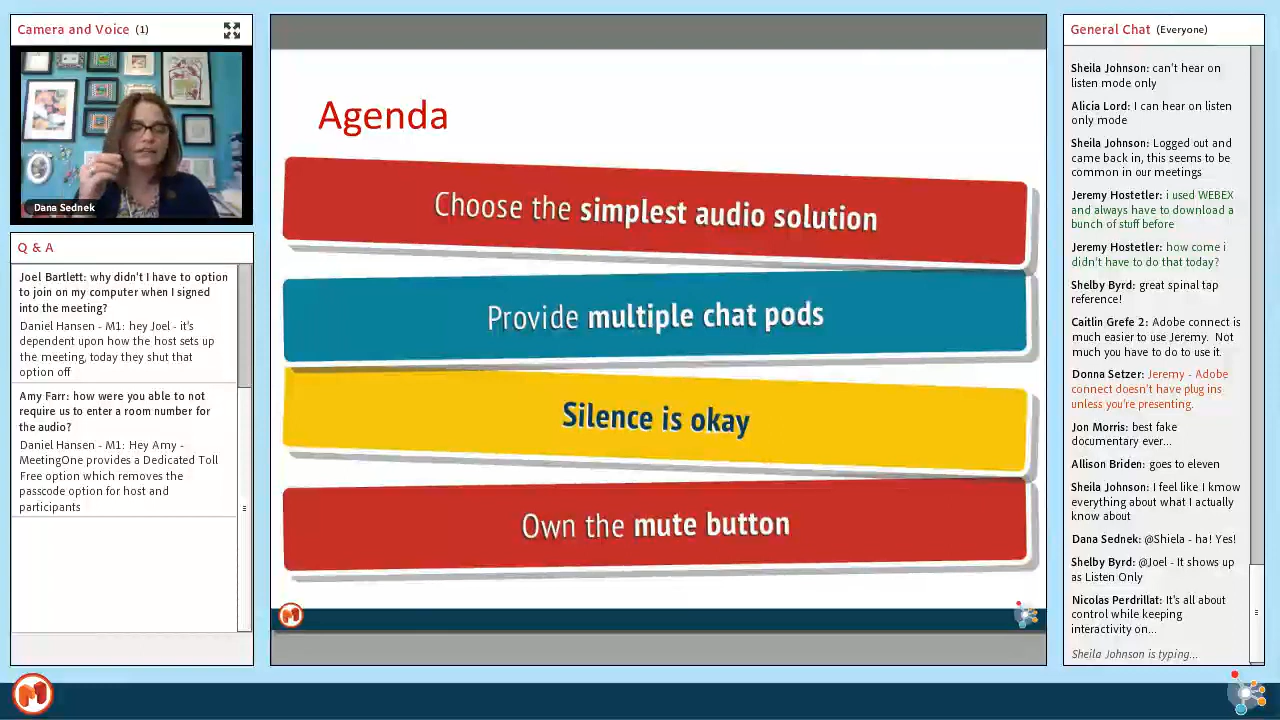 Camera and Voice (1)
Dana Sednek
Q & A
Joel Bartlett: why didn't I have to option
to join on my computer when I signed
into the meeting?
Daniel Hansen - M1: hey Joel - it's
dependent upon how the host sets up
the meeting, today they shut that
option off
Amy Farr: how were you able to not
require us to enter a room number for
the audio?
Daniel Hansen - M1: Hey Amy -
MeetingOne provides a Dedicated Toll
Free option which removes the
passcode option for host and
participants
Agenda
Choose the simplest audio solution
Provide multiple chat pods
Silence is okay
Own the mute button
General Chat (Everyone)
Sheila Johnson: can't hear on
listen mode only
Alicia Lord: I can hear on listen
only mode
Sheila Johnson: Logged out and
came back in, this seems to be
common in our meetings
Jeremy Hostetler: i used WEBEX
and always have to download a
bunch of stuff before
Jeremy Hostetler: how come i
didn't have to do that today?
Shelby Byrd: great spinal tap
reference!
Caitlin Grefe 2: Adobe connect is
much easier to use Jeremy. Not
much you have to do to use it.
Donna Setzer: Jeremy - Adobe
connect doesn't have plug ins
unless you're presenting.
Jon Morris: best fake
documentary ever...
Allison Briden: goes to eleven
Sheila Johnson: I feel like I kmow
everything about what I actually
know about
Dana Sednek: @Shiela - ha! Yes!
Shelby Byrd: @Joel - It shows up
as Listen Only
Nicolas Perdrillat: It's all about
control while keeping
interactivity on...
Sheila Johnson is typing...